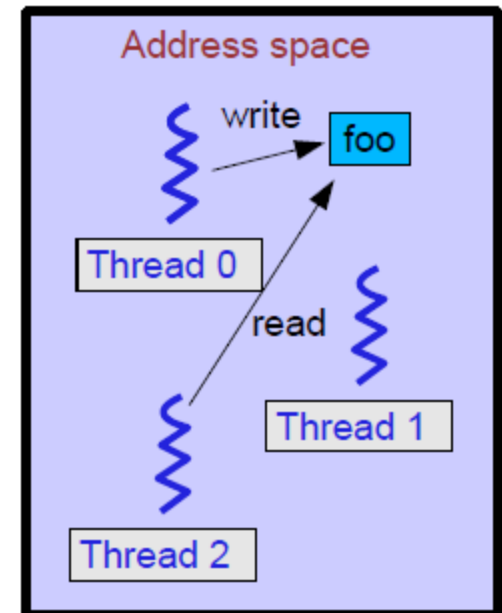 Address space
write
foo
Thread 0
read
Thread 1
Thread 2